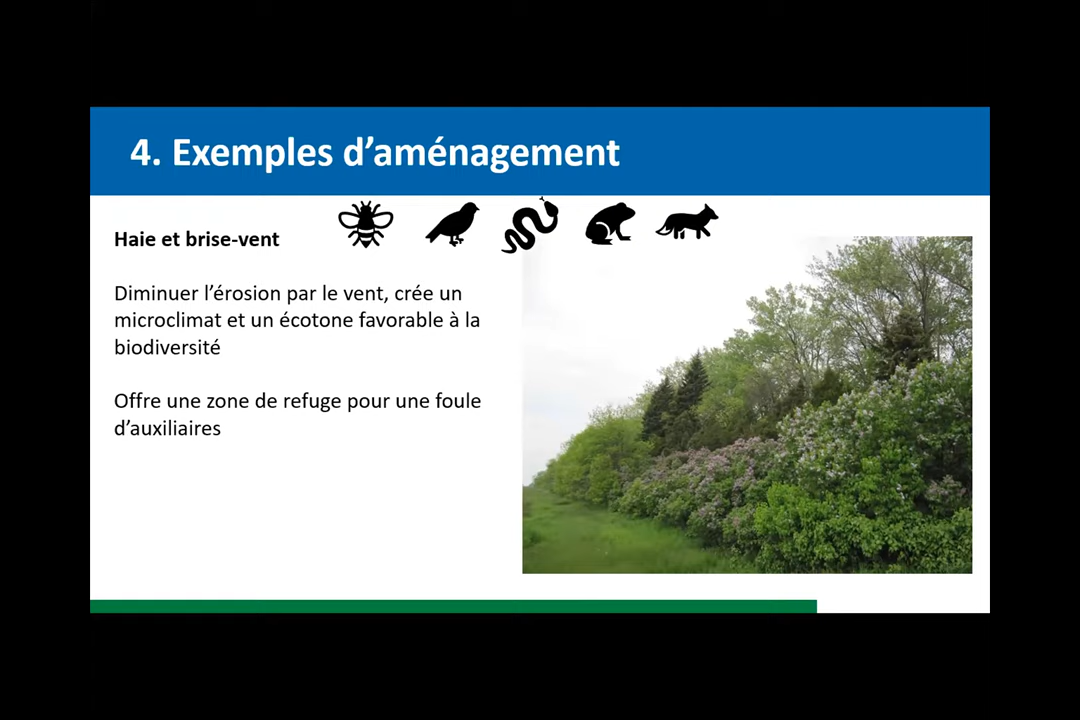 4. Exemples d’aménagement
Haie et brise-vent
Diminuer l’érosion par le vent, crée un
microclimat et un écotone favorable à la
biodiversité
Offre une zone de refuge pour une foule
d’auxiliaires